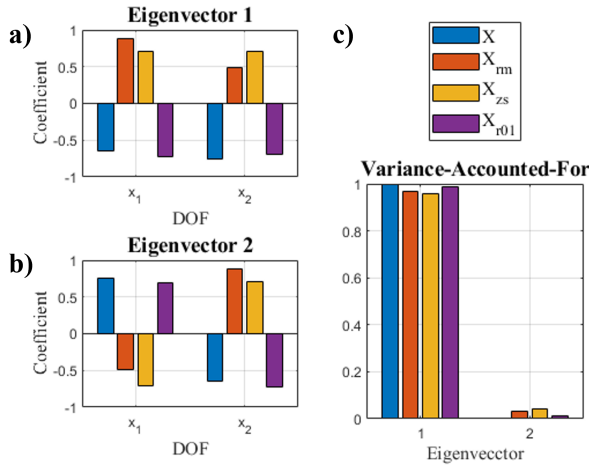 a)
Eigenvector 1
1
0.5
0
-0.5
-1
Coefficient
x1
x2
DOF
b)
Eigenvector 2
1
0.5
0
-0.5
-1
Coefficient
x1
x2
DOF
c)
X
Xrm
Xzs
Xr01
Variance-Accounted-For
1
0.8
0.6
0.4
0.2
0
1
2
Eigenvecctor